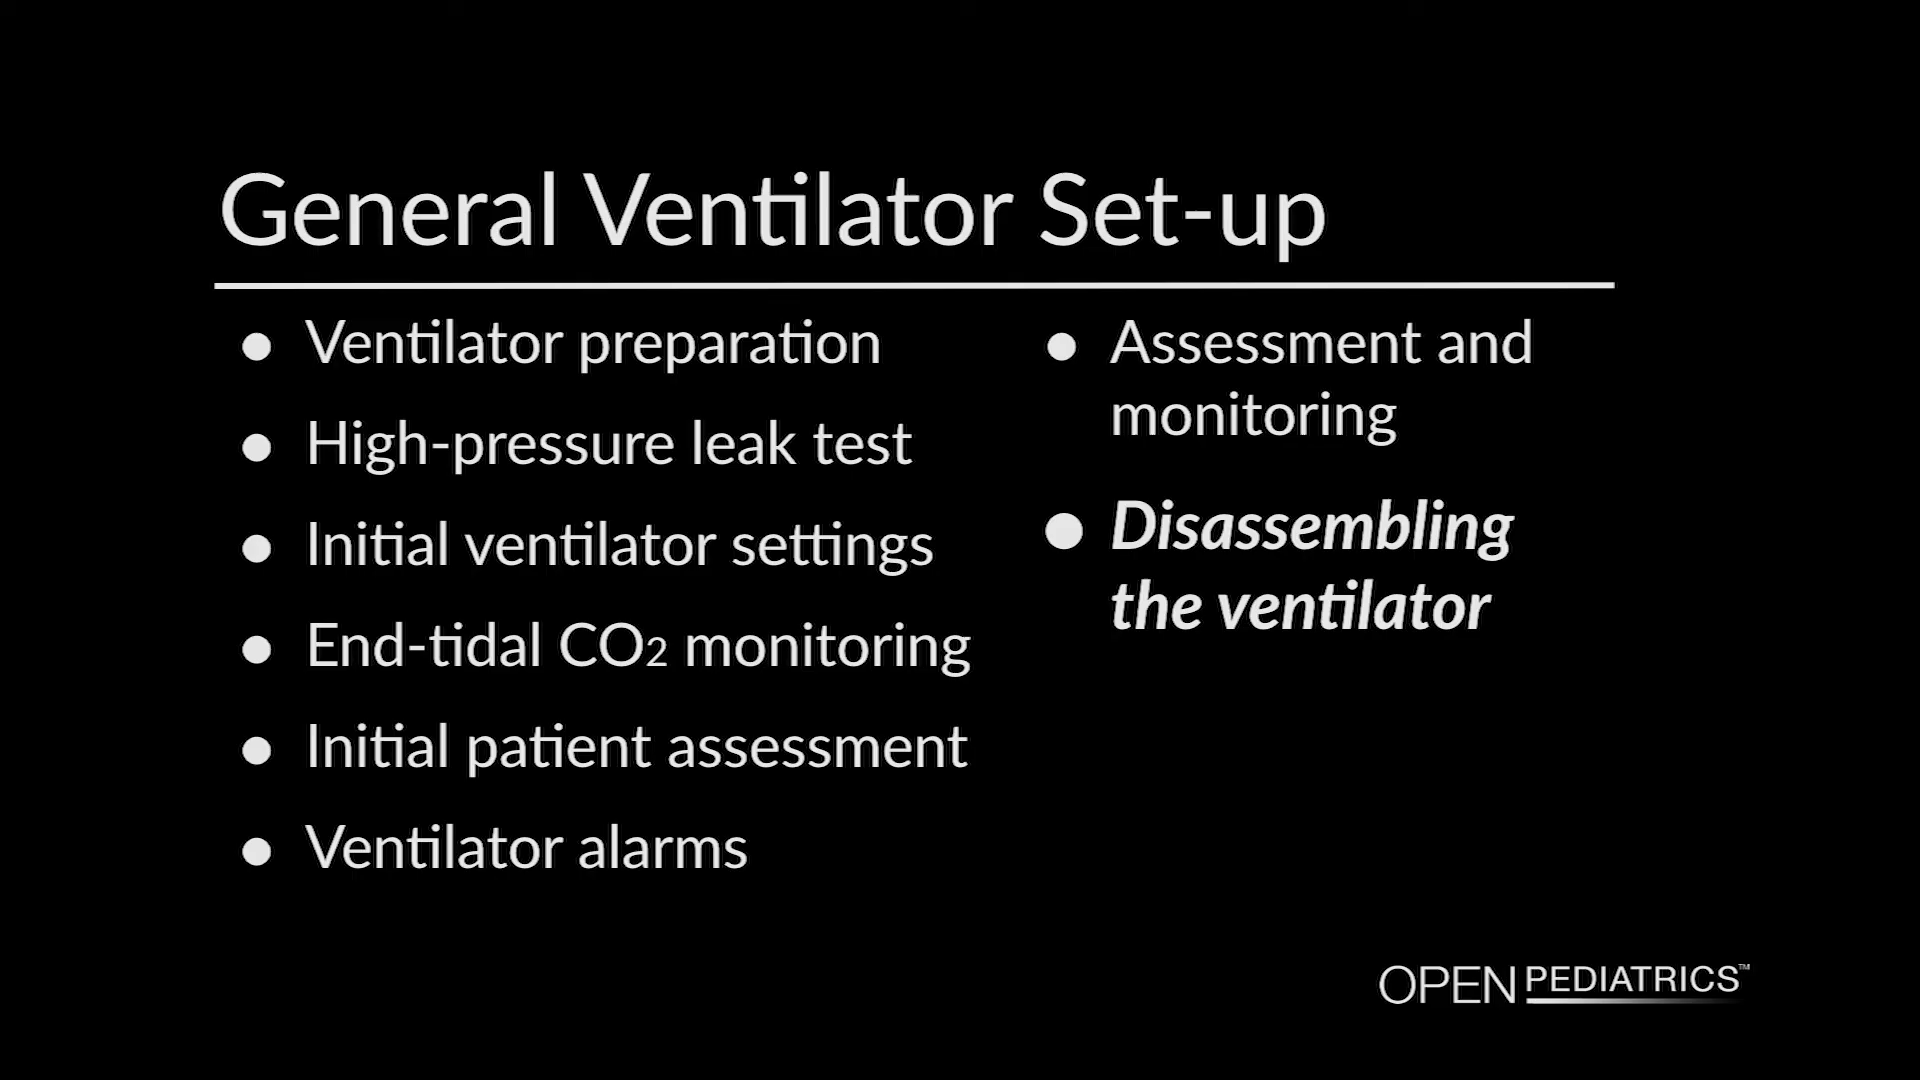 General Ventilator Set-up
● Ventilator preparation
● High-pressure leak test
● Initial ventilator settings
● End-tidal CO2 monitoring
● Initial patient assessment
● Ventilator alarms
● Assessment and
monitoring
● Disassembling
the ventilator
OPEN PEDIATRICS™